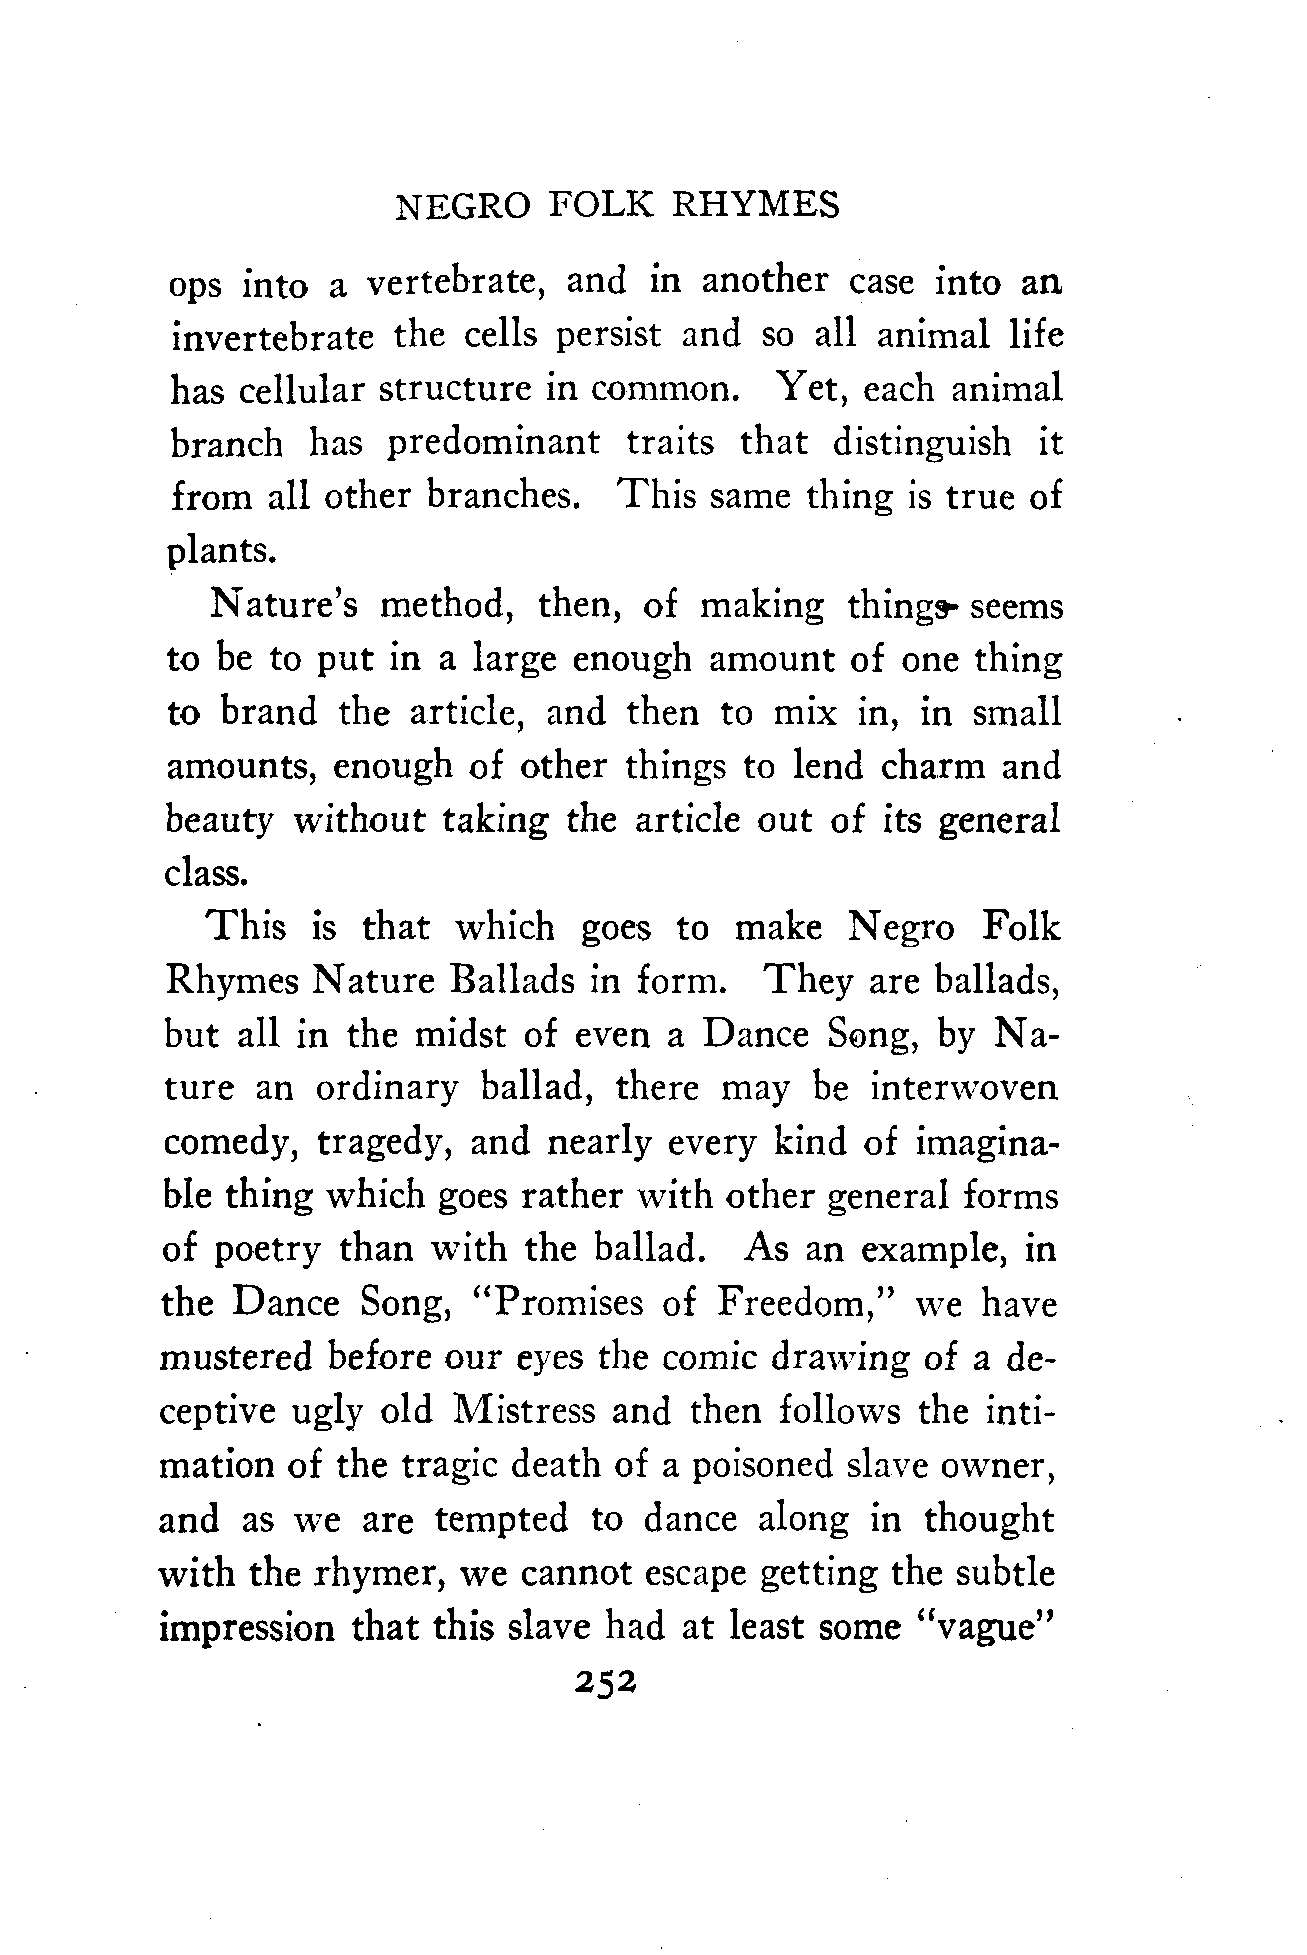 NEGRO FOLK RHYMES
ops into a vertebrate, and in another case into an
invertebrate the cells persist and so all animal life
has cellular structure in common. Yet, each animal
branch has predominant traits that distinguish it
from all other branches. This same thing is true of
plants.
Nature's method, then, of making things seems
to be to put in a large enough amount of one thing
to brand the article, and then to mix in, in small
amounts, enough of other things to lend charm and
beauty without taking the article out of its general
class.
This is that which goes to make Negro Folk
Rhymes Nature Ballads in form. They are ballads,
but all in the midst of even a Dance Song, by Na-
ture an ordinary ballad, there may be interwoven
comedy, tragedy, and nearly every kind of imagina-
ble thing which goes rather with other general forms
of poetry than with the ballad. As an example, in
the Dance Song, "Promises of Freedom," we have
mustered before our eyes the comic drawing of a de-
ceptive ugly old Mistress and then follows the inti-
mation of the tragic death of a poisoned slave owner,
and as we are tempted to dance along in thought
with the rhymer, we cannot escape getting the subtle
impression that this slave had at least some "vague"
252